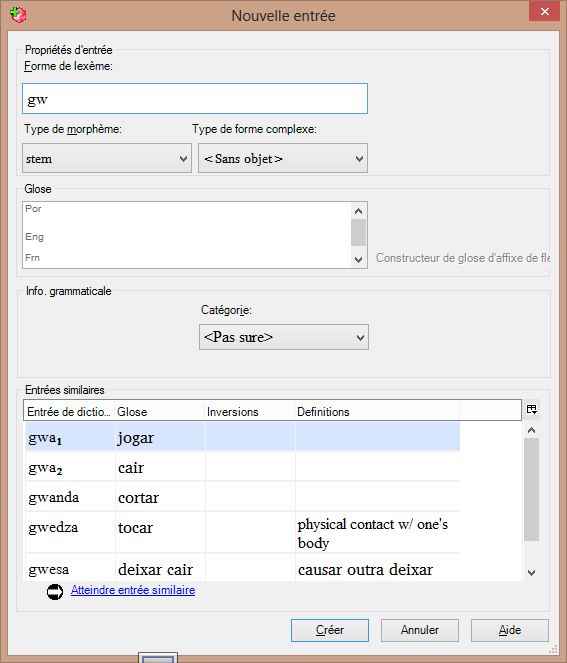 Nouvelle entrée
Propriétés d'entrée
Forme de lexème:
gw
Type de morphème: Type de forme complexe:
stem <Sans objet>
Glose
Por
Eng
Frn Constructeur de glose d'affixe de fle
Info. grammaticale
Catégorie:
<Pas sure>
Entrées similaires
Entrée de dictio... Glose Inversions Definitions
gwa₁ jogar
gwa₂ cair
gwanda cortar
gwedza tocar physical contact w/ one's
body
gwesa deixar cair causar outra deixar
Atteindre entrée similaire
Créer Annuler Aide